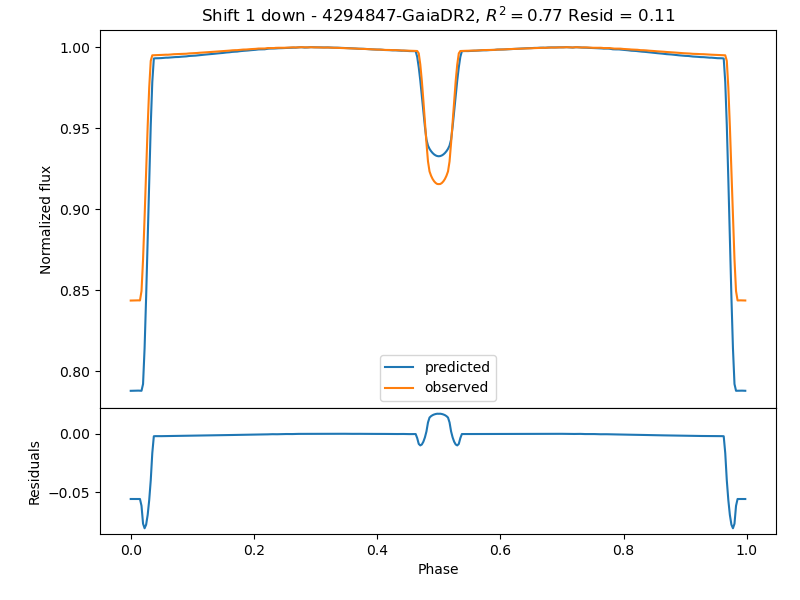 Shift 1 down - 4294847-GaiaDR2, R² = 0.77 Resid = 0.11
Normalized flux
1.00
0.95
0.90
0.85
0.80
predicted
observed
Residuals
0.00
−0.05
0.0 0.2 0.4 0.6 0.8 1.0
Phase